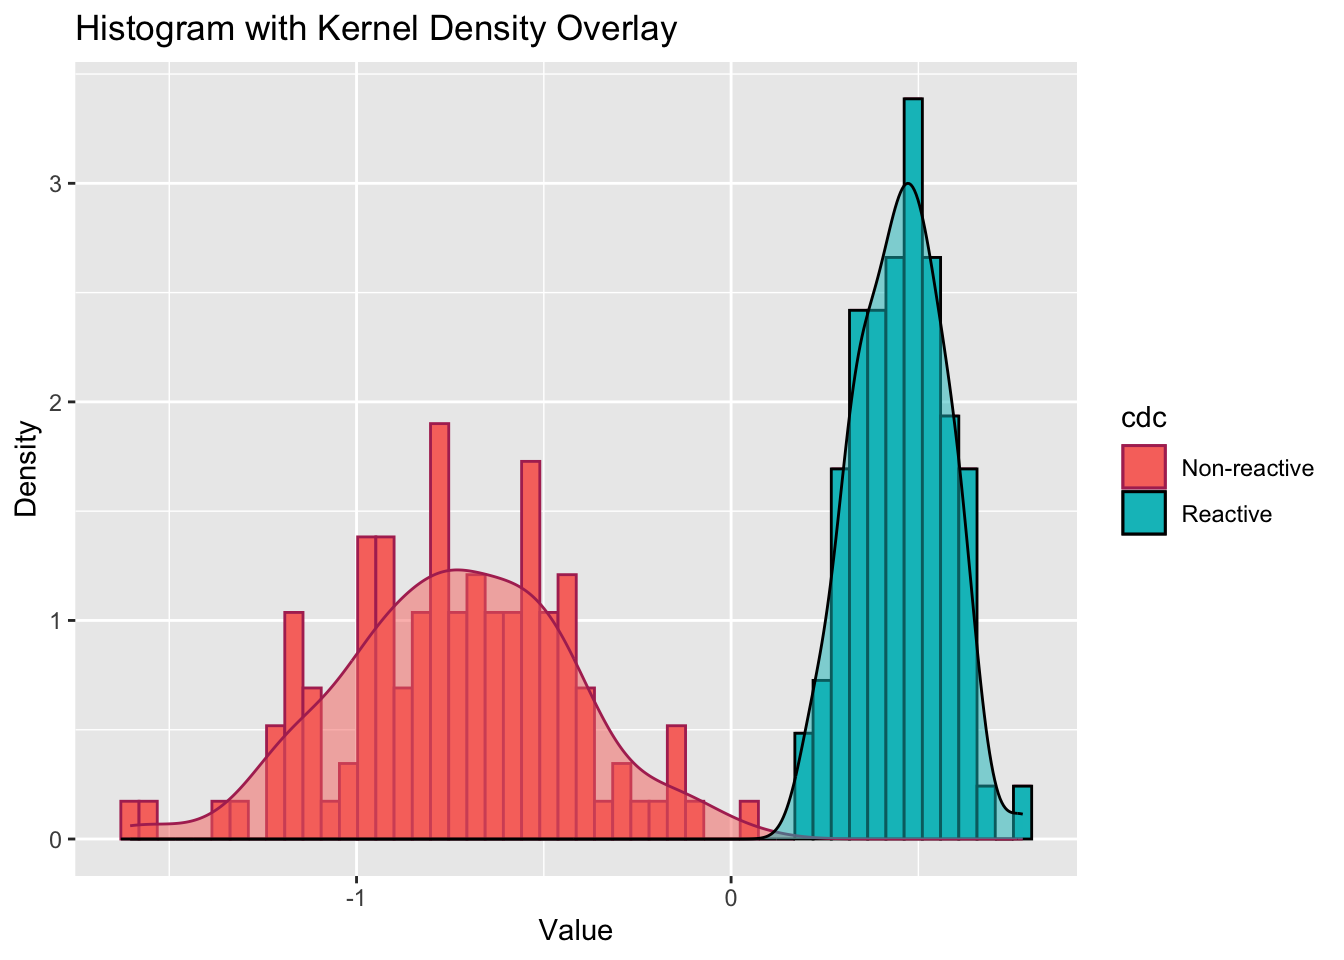 Histogram with Kernel Density Overlay
3
2
1
0
Density
-1
0
Value
cdc
Non-reactive
Reactive